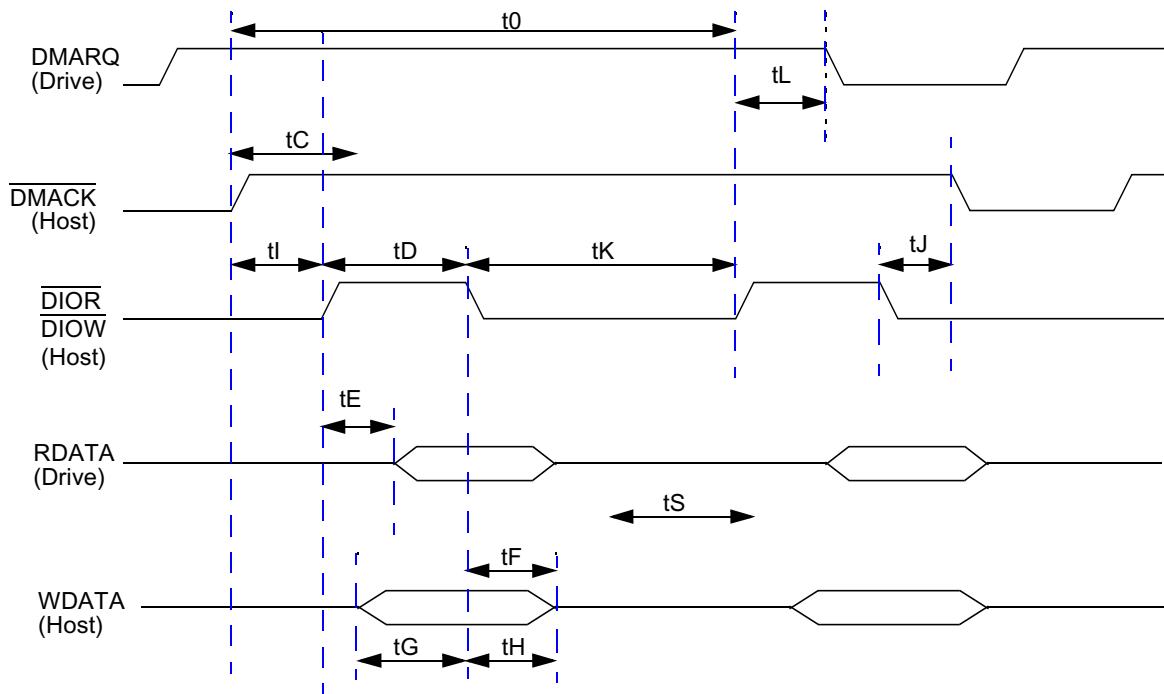 t0
DMARQ
(Drive)
tL
tC
DMACK
(Host)
tI
tD
tK
tJ
DIOR
DIOW
(Host)
tE
RDATA
(Drive)
tS
tF
WDATA
(Host)
tG
tH